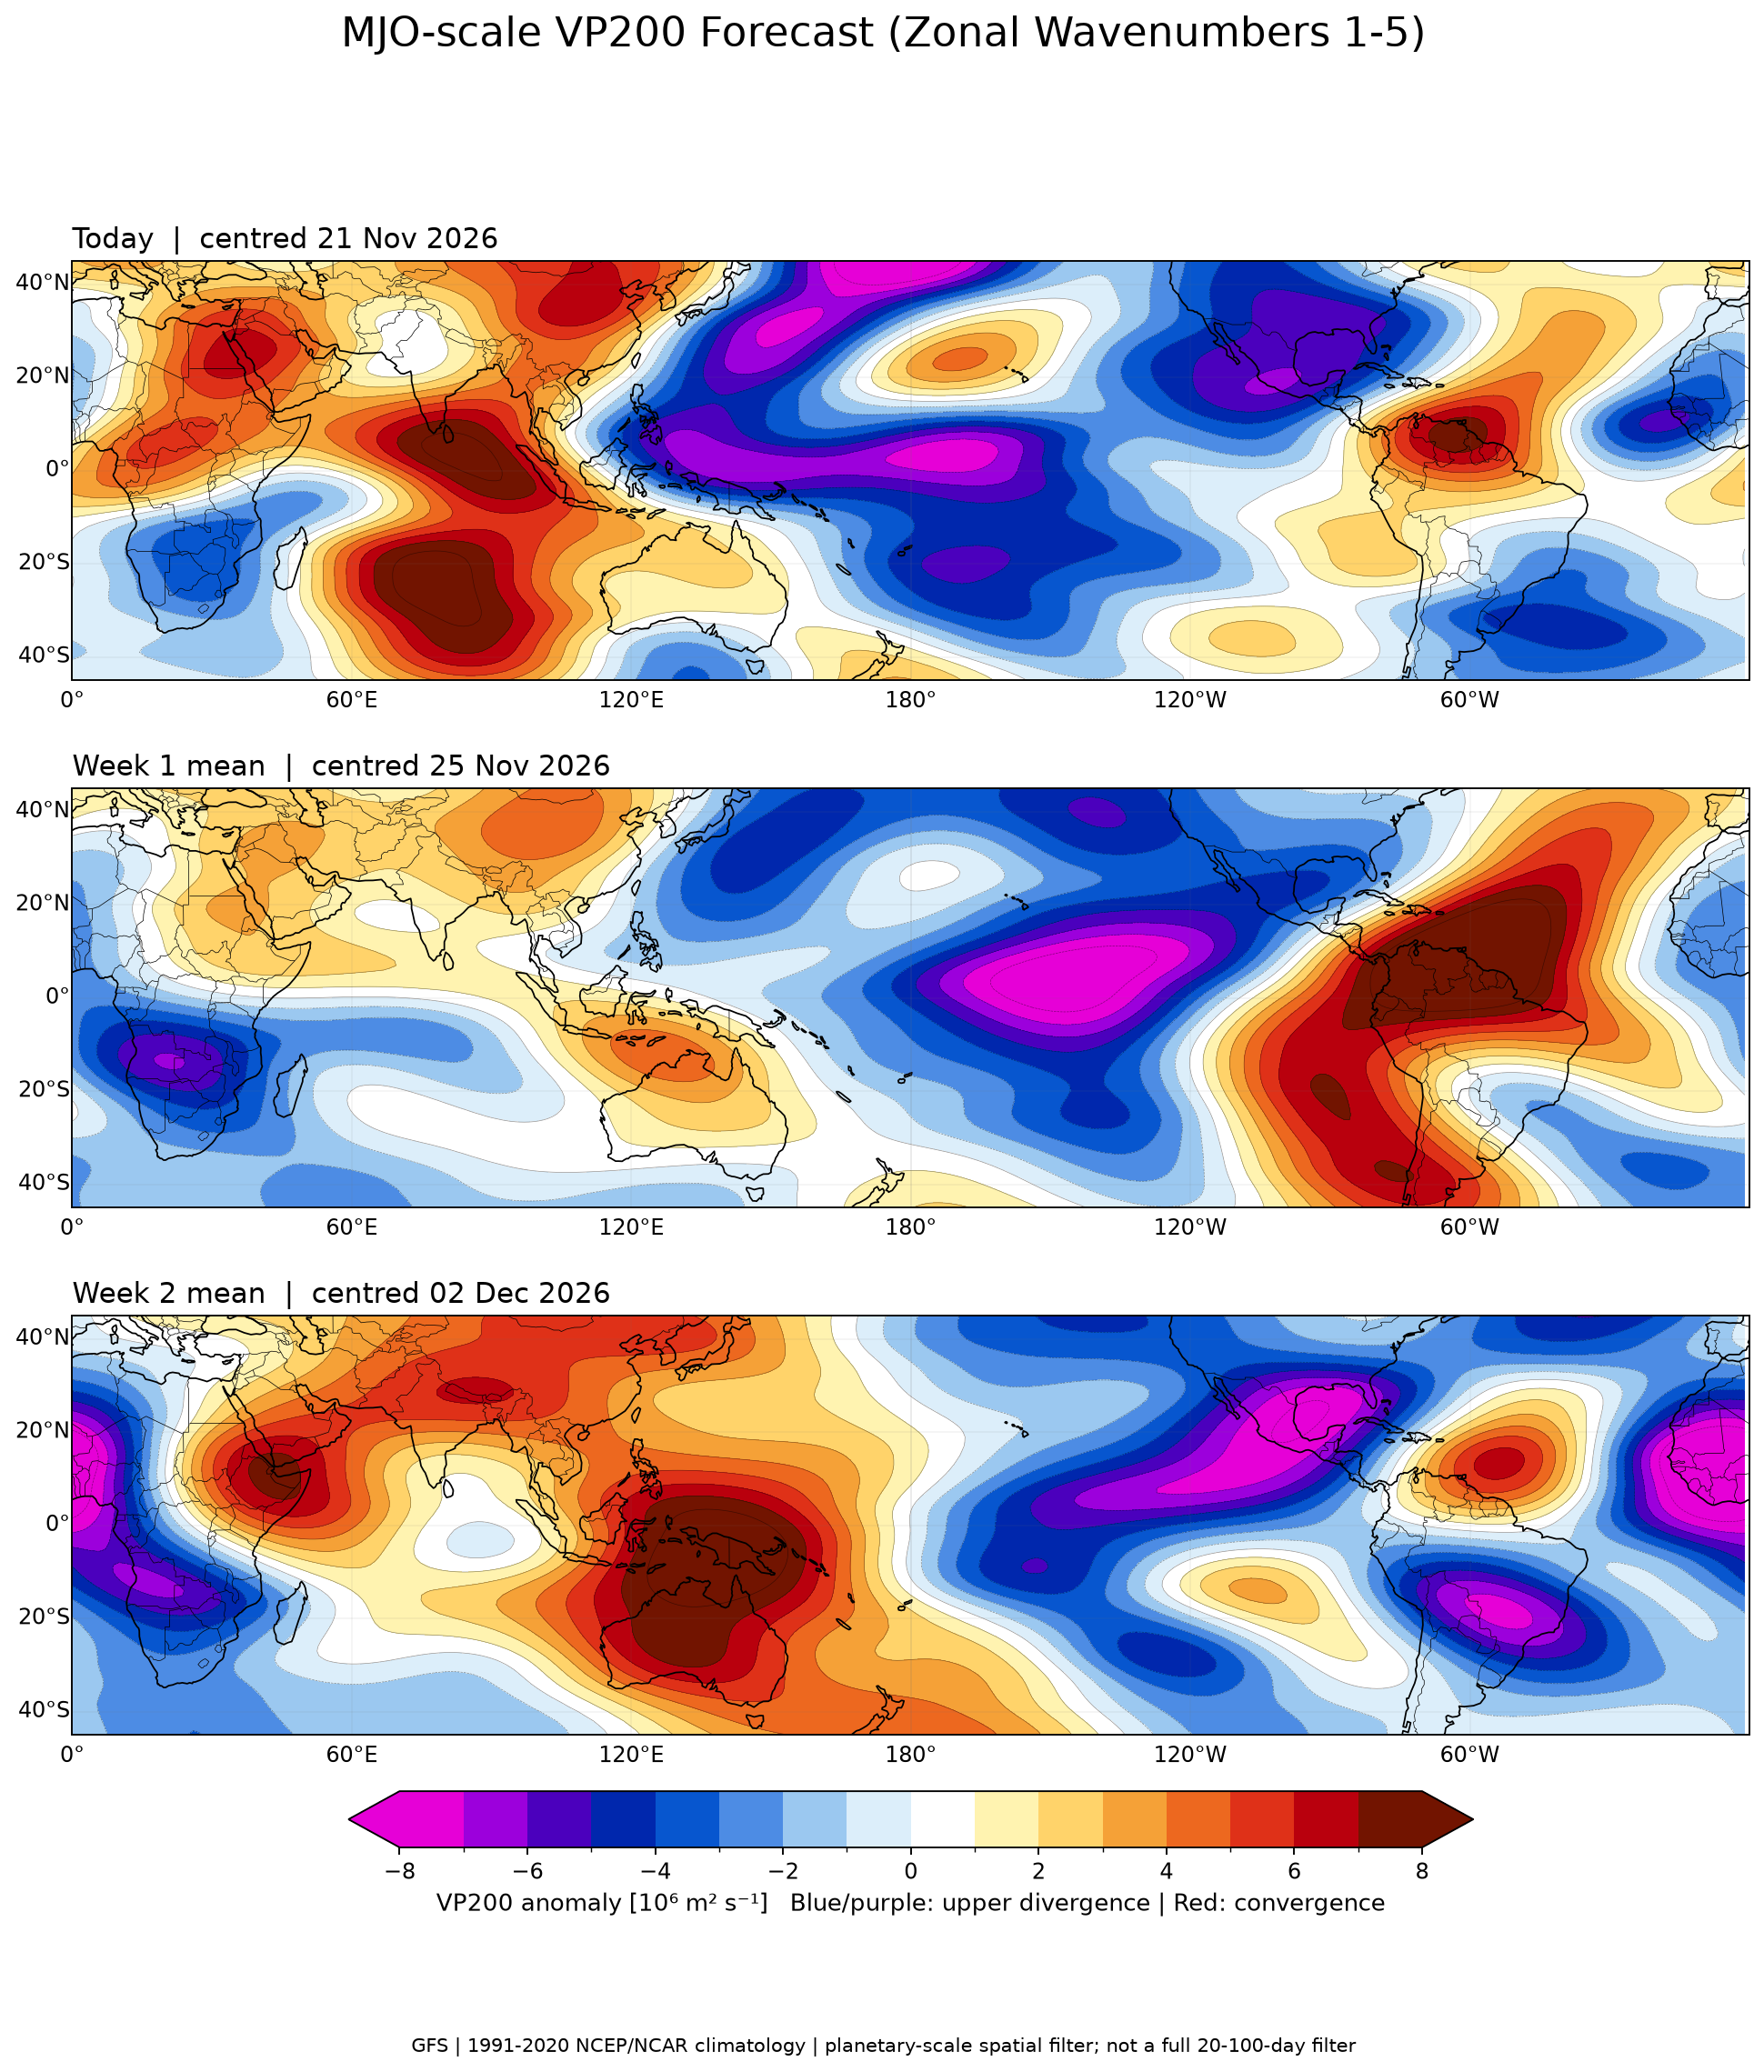 MJO-scale VP200 Forecast (Zonal Wavenumbers 1-5)
Today | centred 21 Nov 2026
40°N
20°N
0°
20°S
40°S
0° 60°E 120°E 180° 120°W 60°W
Week 1 mean | centred 25 Nov 2026
40°N
20°N
0°
20°S
40°S
0° 60°E 120°E 180° 120°W 60°W
Week 2 mean | centred 02 Dec 2026
40°N
20°N
0°
20°S
40°S
0° 60°E 120°E 180° 120°W 60°W
−8 −6 −4 −2 0 2 4 6 8
VP200 anomaly [10⁶ m² s⁻¹] Blue/purple: upper divergence | Red: convergence
GFS | 1991-2020 NCEP/NCAR climatology | planetary-scale spatial filter; not a full 20-100-day filter